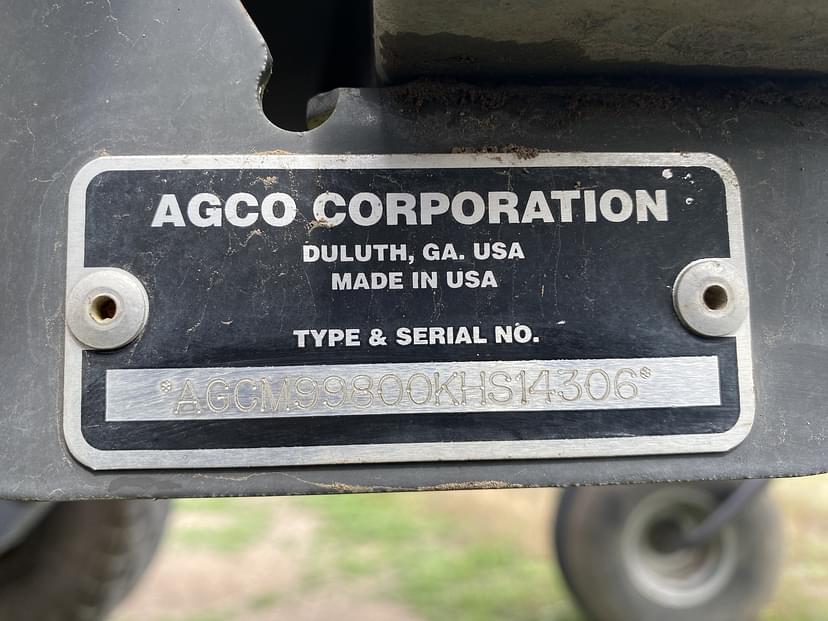 AGCO CORPORATION
DULUTH, GA. USA
MADE IN USA
TYPE & SERIAL NO.
*AGCM99800KHS14306*